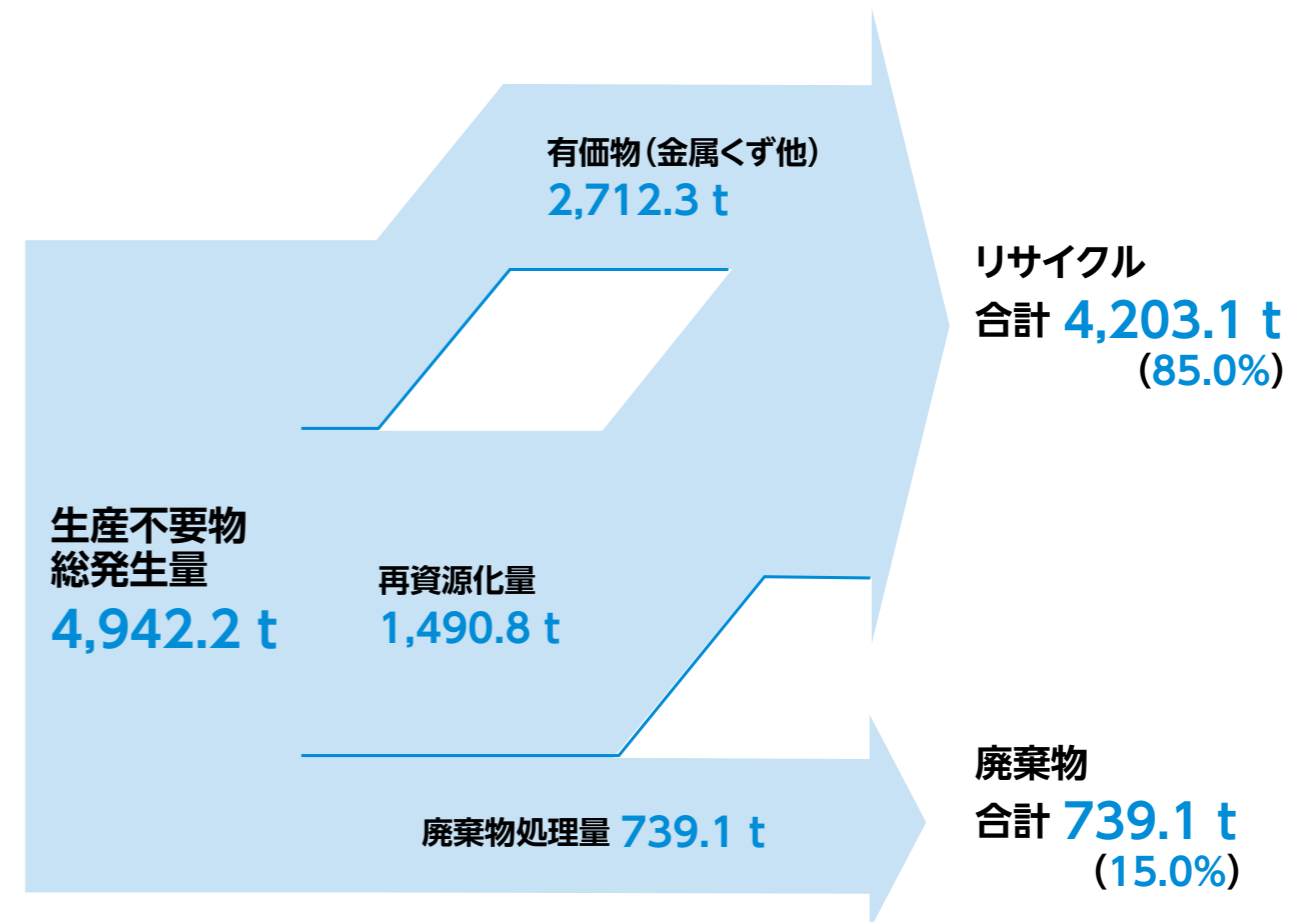 有価物(金属くず他)
2,712.3 t
リサイクル
合計 4,203.1 t
(85.0%)
生産不要物
総発生量
4,942.2 t
再資源化量
1,490.8 t
廃棄物処理量 739.1 t
廃棄物
合計 739.1 t
(15.0%)